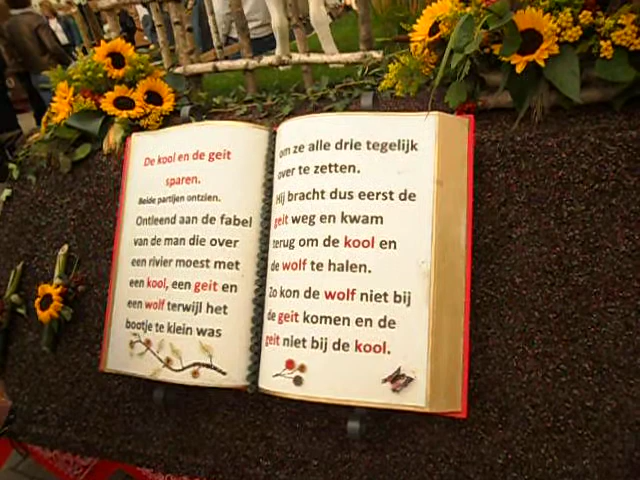 De kool en de geit
sparen.
Beide partijen ontzien.
Ontleend aan de fabel
van de man die over
een rivier moest met
een kool, een geit en
een wolf terwijl het
bootje te klein was
om ze alle drie tegelijk
over te zetten.
Hij bracht dus eerst de
geit weg en kwam
terug om de kool en
de wolf te halen.
Zo kon de wolf niet bij
de geit komen en de
geit niet bij de kool.